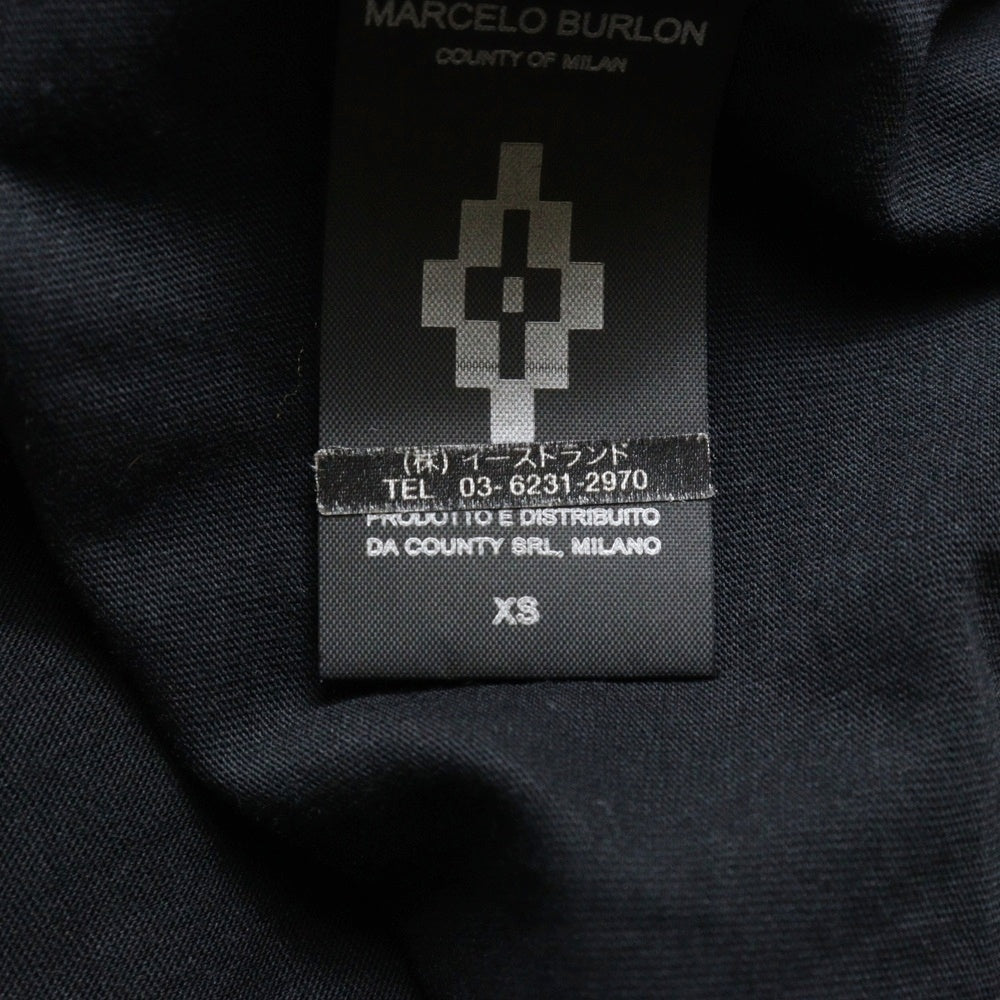 MARCELO BURLON
COUNTY OF MILAN
(株) イーストランド
TEL 03-6231-2970
PRODOTTO E DISTRIBUITO
DA COUNTY SRL, MILANO
XS